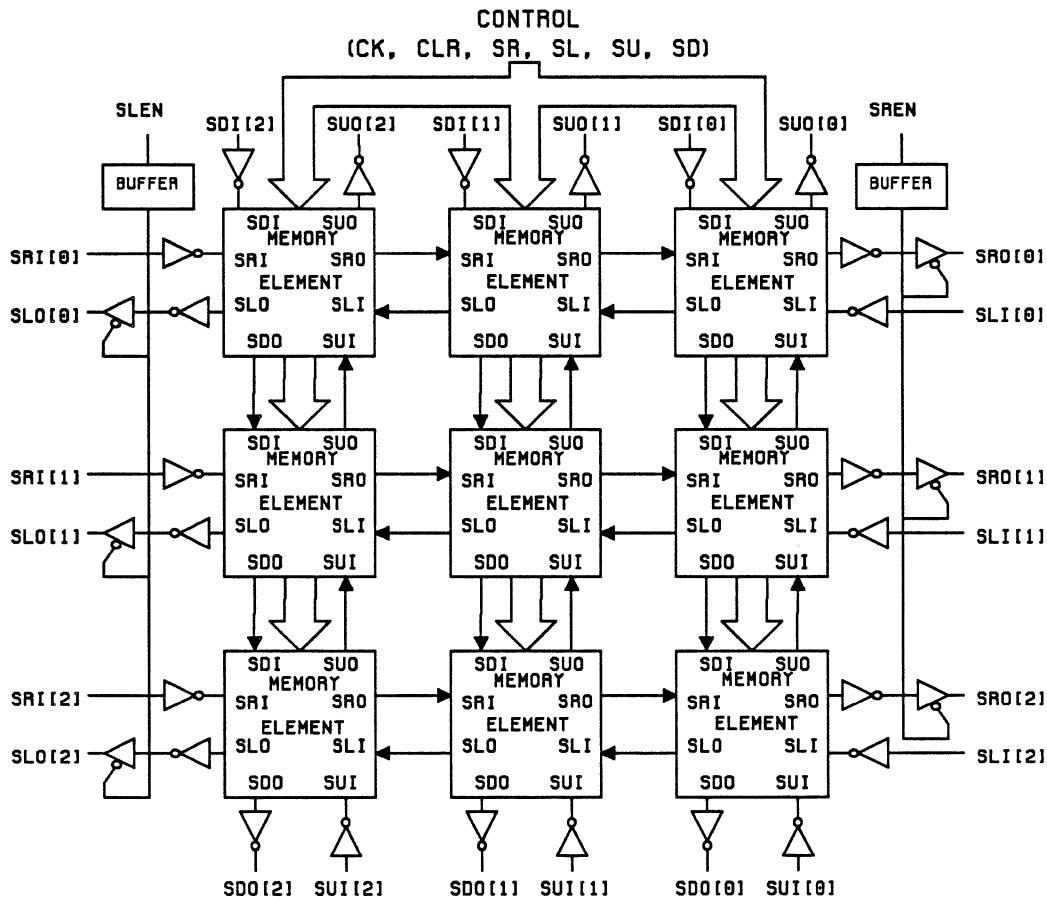 CONTROL
(CK, CLR, SR, SL, SU, SD)
SLEN SREN
SDI[2] SUO[2] SDI[1] SUO[1] SDI[0] SUO[0]
BUFFER BUFFER
SDI SUO SDI SUO SDI SUO
MEMORY MEMORY MEMORY
SRI[0] SRI SRO SRI SRO SRI SRO SRO[0]
ELEMENT ELEMENT ELEMENT
SLO[0] SLO SLI SLO SLI SLO SLI SLI[0]
SDO SUI SDO SUI SDO SUI
SDI SUO SDI SUO SDI SUO
MEMORY MEMORY MEMORY
SRI[1] SRI SRO SRI SRO SRI SRO SRO[1]
ELEMENT ELEMENT ELEMENT
SLO[1] SLO SLI SLO SLI SLO SLI SLI[1]
SDO SUI SDO SUI SDO SUI
SDI SUO SDI SUO SDI SUO
MEMORY MEMORY MEMORY
SRI[2] SRI SRO SRI SRO SRI SRO SRO[2]
ELEMENT ELEMENT ELEMENT
SLO[2] SLO SLI SLO SLI SLO SLI SLI[2]
SDO SUI SDO SUI SDO SUI
SDO[2] SUI[2] SDO[1] SUI[1] SDO[0] SUI[0]